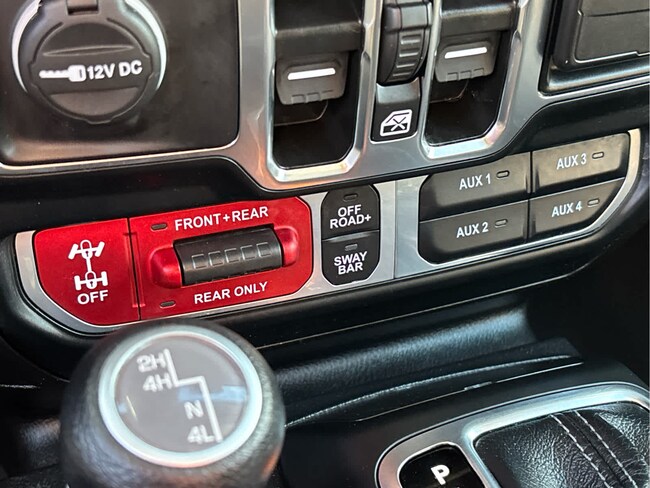 12V DC
AUX 1
AUX 3
AUX 2
AUX 4
FRONT+REAR
OFF
ROAD+
OFF
REAR ONLY
SWAY
BAR
2H
4H
N
4L
P